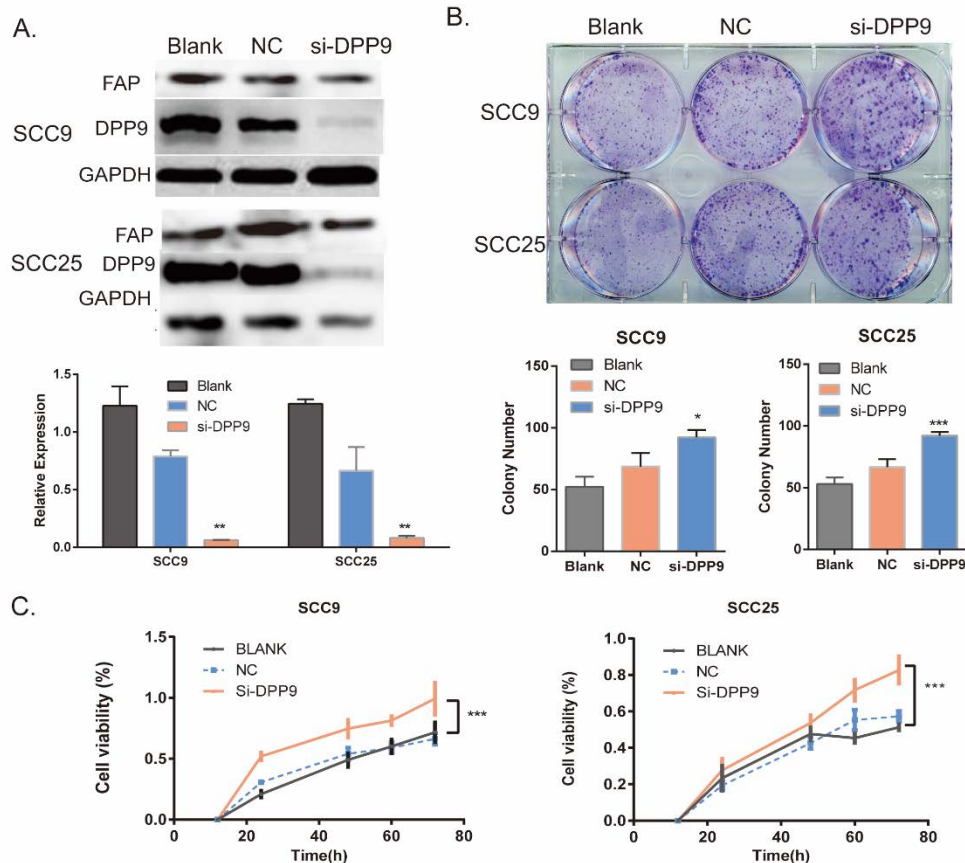 A.
Blank NC si-DPP9
FAP
SCC9 DPP9
GAPDH
FAP
SCC25 DPP9
GAPDH
1.5
1.0
0.5
0.0
Relative Expression
Blank
NC
si-DPP9
**
**
SCC9 SCC25
B.
Blank NC si-DPP9
SCC9
SCC25
SCC9
150
100
50
0
Colony Number
Blank
NC
si-DPP9
*
Blank NC si-DPP9
SCC25
150
100
50
0
Colony Number
Blank
NC
si-DPP9
***
Blank NC si-DPP9
C.
SCC9
1.5
1.0
0.5
0.0
Cell viability (%)
BLANK
NC
Si-DPP9
***
0 20 40 60 80
Time(h)
SCC25
1.0
0.8
0.6
0.4
0.2
0.0
Cell viability (%)
BLANK
NC
Si-DPP9
***
0 20 40 60 80
Time(h)